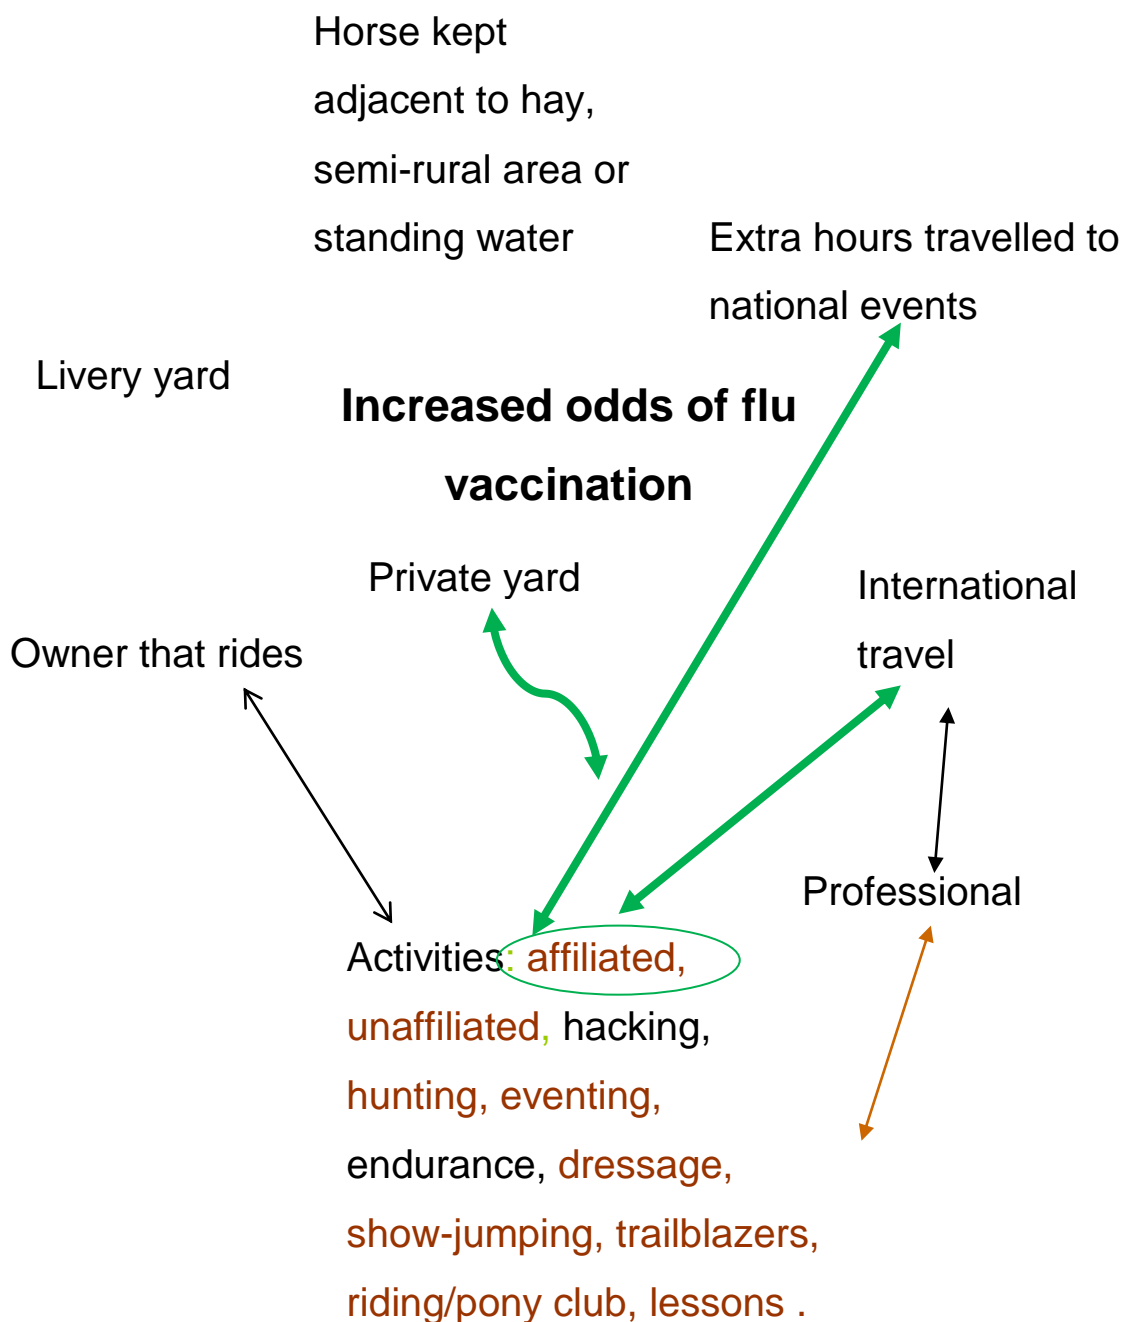 Horse kept
adjacent to hay,
semi-rural area or
standing water
Extra hours travelled to
national events
Livery yard
Increased odds of flu
vaccination
Private yard
International
travel
Owner that rides
Professional
Activities: affiliated,
unaffiliated, hacking,
hunting, eventing,
endurance, dressage,
show-jumping, trailblazers,
riding/pony club, lessons .